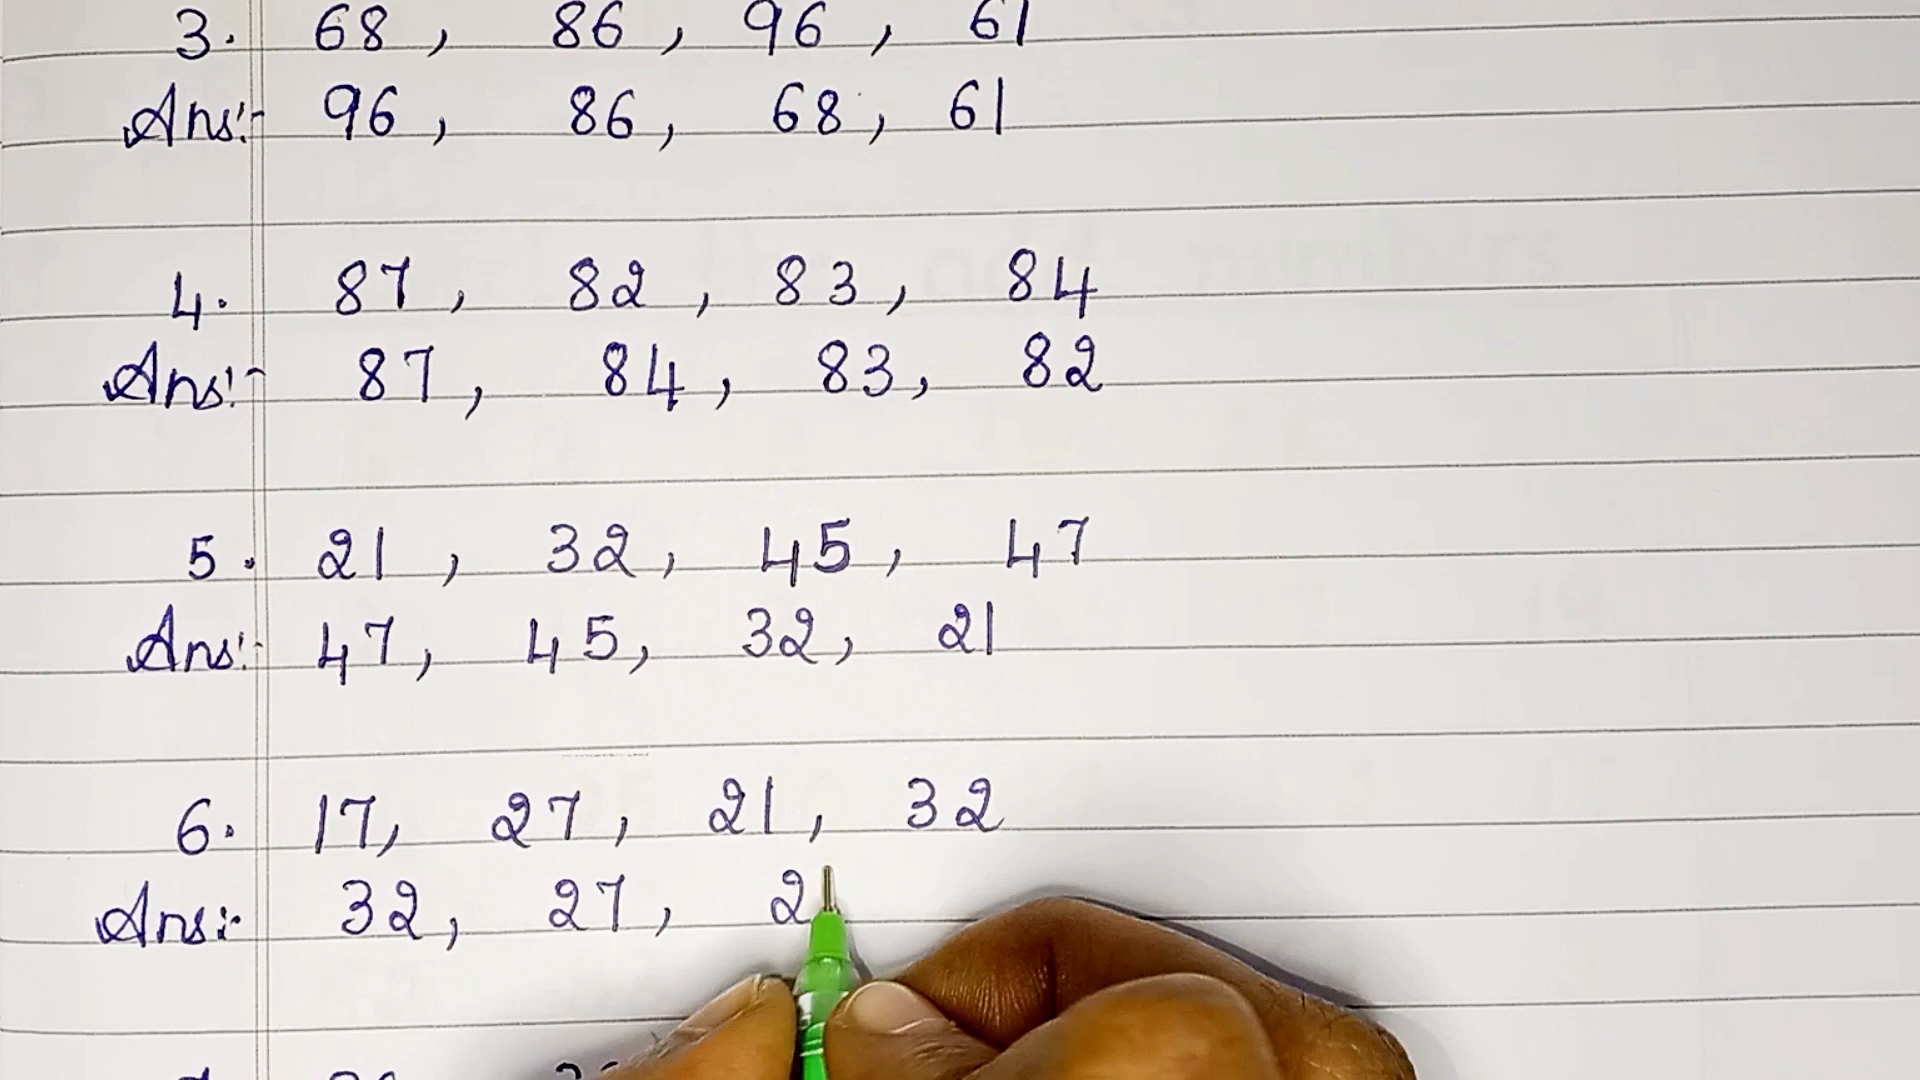 3. 68, 86, 96, 61
Ans:- 96, 86, 68, 61
4. 87, 82, 83, 84
Ans:- 87, 84, 83, 82
5. 21, 32, 45, 47
Ans:- 47, 45, 32, 21
6. 17, 27, 21, 32
Ans:- 32, 27, 2